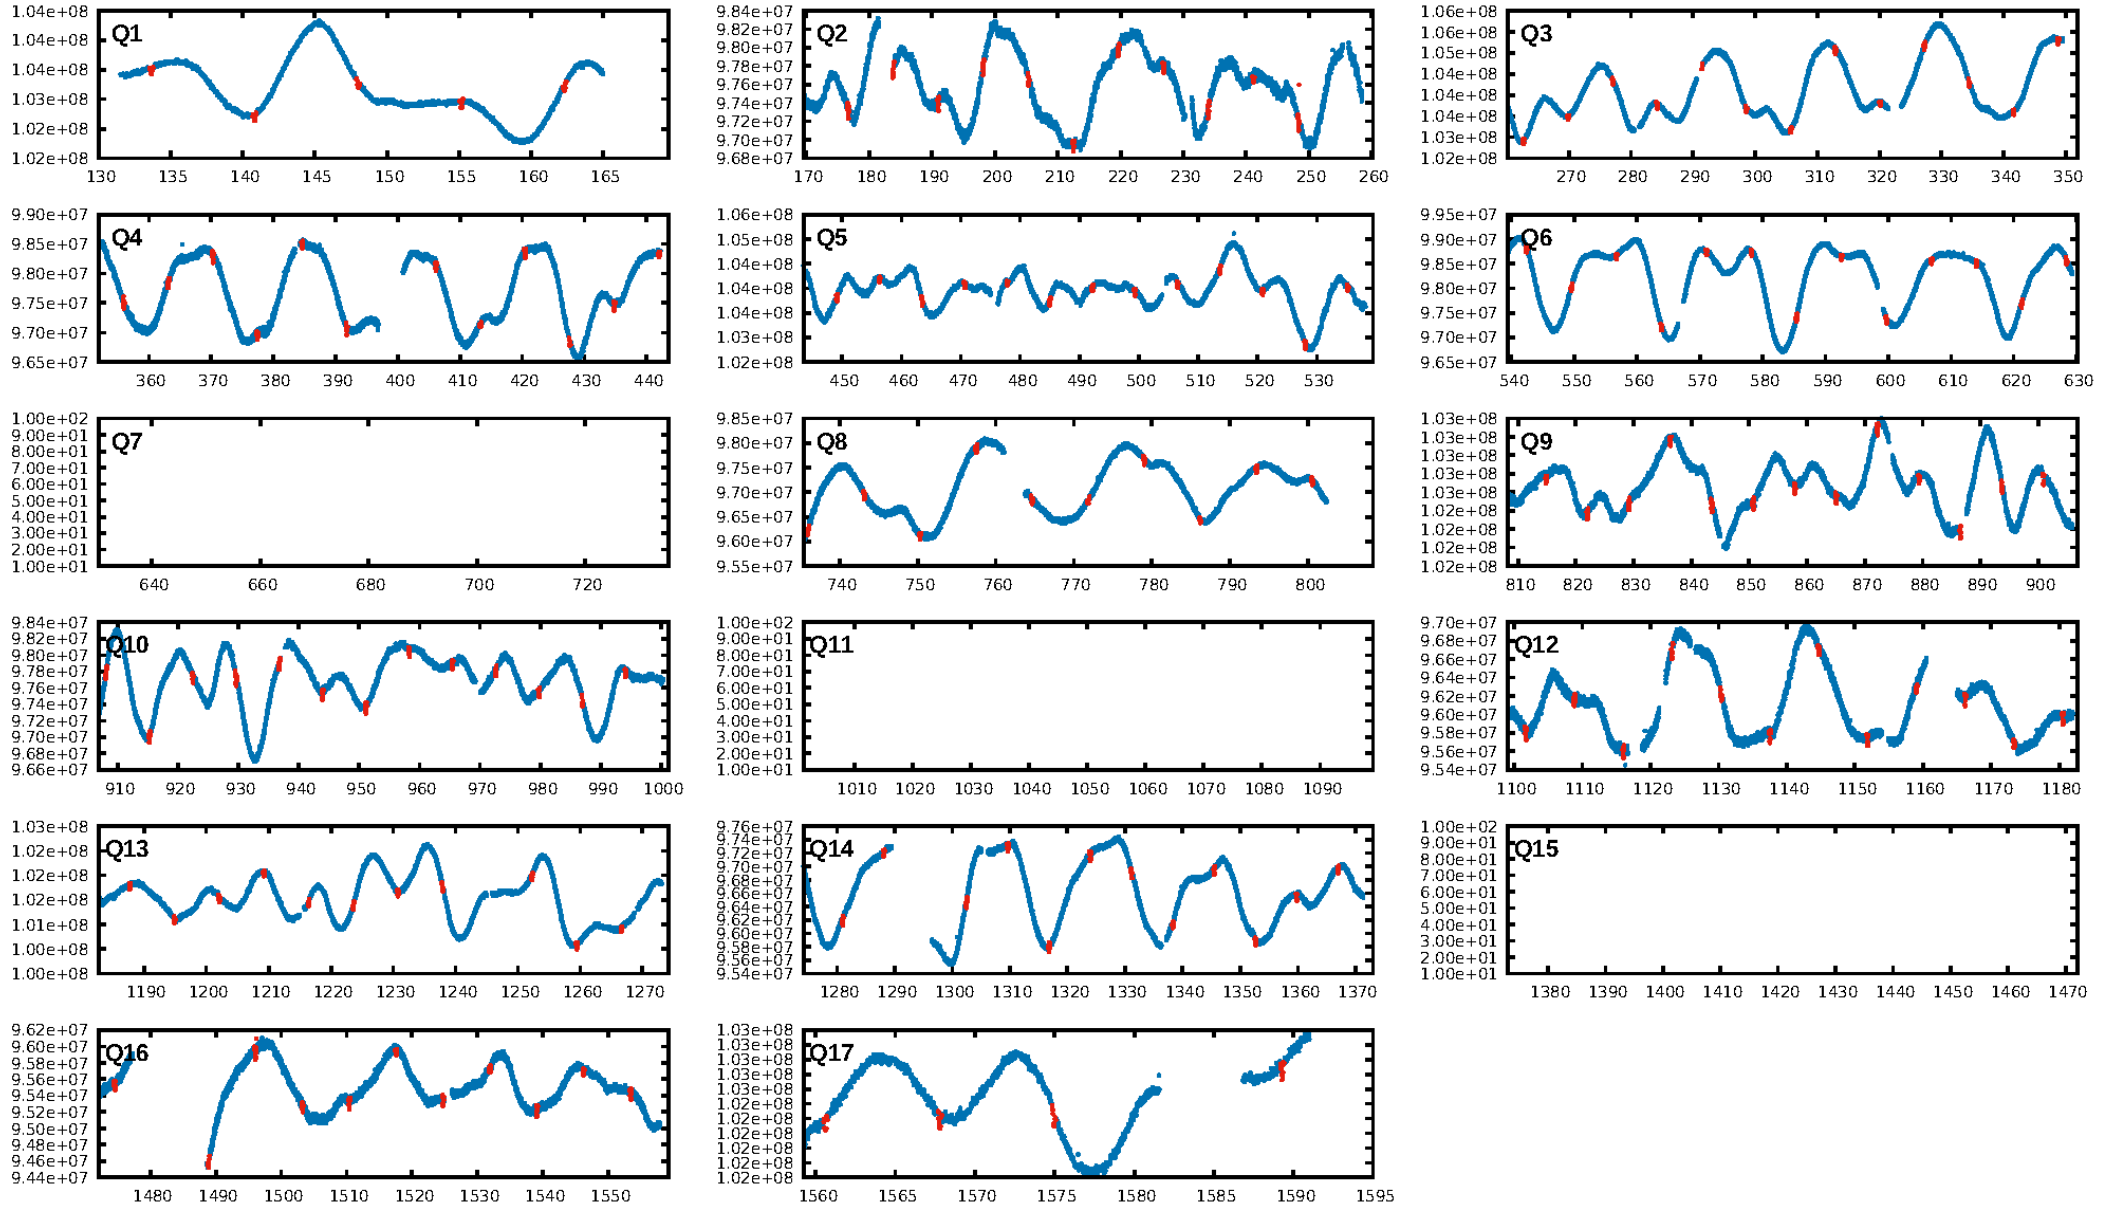 Q1
1.04e+08
1.04e+08
1.04e+08
1.03e+08
1.02e+08
1.02e+08
130 135 140 145 150 155 160 165
Q2
9.84e+07
9.82e+07
9.80e+07
9.78e+07
9.76e+07
9.74e+07
9.72e+07
9.70e+07
9.68e+07
170 180 190 200 210 220 230 240 250 260
Q3
1.06e+08
1.05e+08
1.05e+08
1.04e+08
1.04e+08
1.03e+08
1.02e+08
270 280 290 300 310 320 330 340 350
Q4
9.90e+07
9.85e+07
9.80e+07
9.75e+07
9.70e+07
9.65e+07
360 370 380 390 400 410 420 430 440
Q5
1.06e+08
1.05e+08
1.04e+08
1.04e+08
1.04e+08
1.03e+08
1.02e+08
450 460 470 480 490 500 510 520 530
Q6
9.95e+07
9.90e+07
9.85e+07
9.80e+07
9.75e+07
9.70e+07
9.65e+07
540 550 560 570 580 590 600 610 620 630
Q7
1.00e+02
9.00e+01
8.00e+01
7.00e+01
6.00e+01
5.00e+01
4.00e+01
3.00e+01
2.00e+01
1.00e+01
640 660 680 700 720
Q8
9.85e+07
9.80e+07
9.75e+07
9.70e+07
9.65e+07
9.60e+07
9.55e+07
740 750 760 770 780 790 800
Q9
1.03e+08
1.03e+08
1.03e+08
1.03e+08
1.03e+08
1.02e+08
1.02e+08
1.02e+08
1.02e+08
810 820 830 840 850 860 870 880 890 900
Q10
9.84e+07
9.82e+07
9.80e+07
9.78e+07
9.76e+07
9.74e+07
9.72e+07
9.70e+07
9.68e+07
9.66e+07
910 920 930 940 950 960 970 980 990 1000
Q11
1.00e+02
9.00e+01
8.00e+01
7.00e+01
6.00e+01
5.00e+01
4.00e+01
3.00e+01
2.00e+01
1.00e+01
1010 1020 1030 1040 1050 1060 1070 1080 1090
Q12
9.70e+07
9.68e+07
9.66e+07
9.64e+07
9.62e+07
9.60e+07
9.58e+07
9.56e+07
9.54e+07
1100 1110 1120 1130 1140 1150 1160 1170 1180
Q13
1.03e+08
1.02e+08
1.02e+08
1.02e+08
1.01e+08
1.00e+08
1.00e+08
1190 1200 1210 1220 1230 1240 1250 1260 1270
Q14
9.76e+07
9.74e+07
9.72e+07
9.70e+07
9.68e+07
9.66e+07
9.64e+07
9.62e+07
9.60e+07
9.58e+07
9.56e+07
9.54e+07
1280 1290 1300 1310 1320 1330 1340 1350 1360 1370
Q15
1.00e+02
9.00e+01
8.00e+01
7.00e+01
6.00e+01
5.00e+01
4.00e+01
3.00e+01
2.00e+01
1.00e+01
1380 1390 1400 1410 1420 1430 1440 1450 1460 1470
Q16
9.62e+07
9.60e+07
9.58e+07
9.56e+07
9.54e+07
9.52e+07
9.50e+07
9.48e+07
9.46e+07
9.44e+07
1480 1490 1500 1510 1520 1530 1540 1550
Q17
1.03e+08
1.03e+08
1.03e+08
1.03e+08
1.03e+08
1.02e+08
1.02e+08
1.02e+08
1.02e+08
1.02e+08
1.02e+08
1560 1565 1570 1575 1580 1585 1590 1595